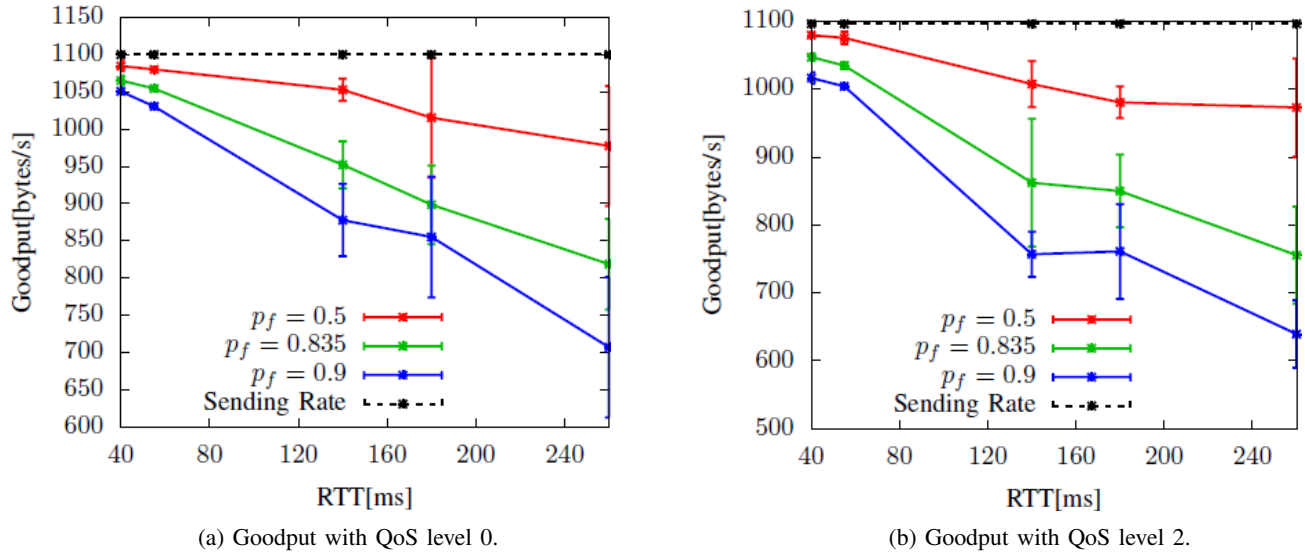 1150
1100
1050
1000
950
900
850
800
750
700
650
600
Goodput[bytes/s]
p_f = 0.5
p_f = 0.835
p_f = 0.9
Sending Rate
40 80 120 160 200 240
RTT[ms]
(a) Goodput with QoS level 0.
1100
1000
900
800
700
600
500
Goodput[bytes/s]
p_f = 0.5
p_f = 0.835
p_f = 0.9
Sending Rate
40 80 120 160 200 240
RTT[ms]
(b) Goodput with QoS level 2.